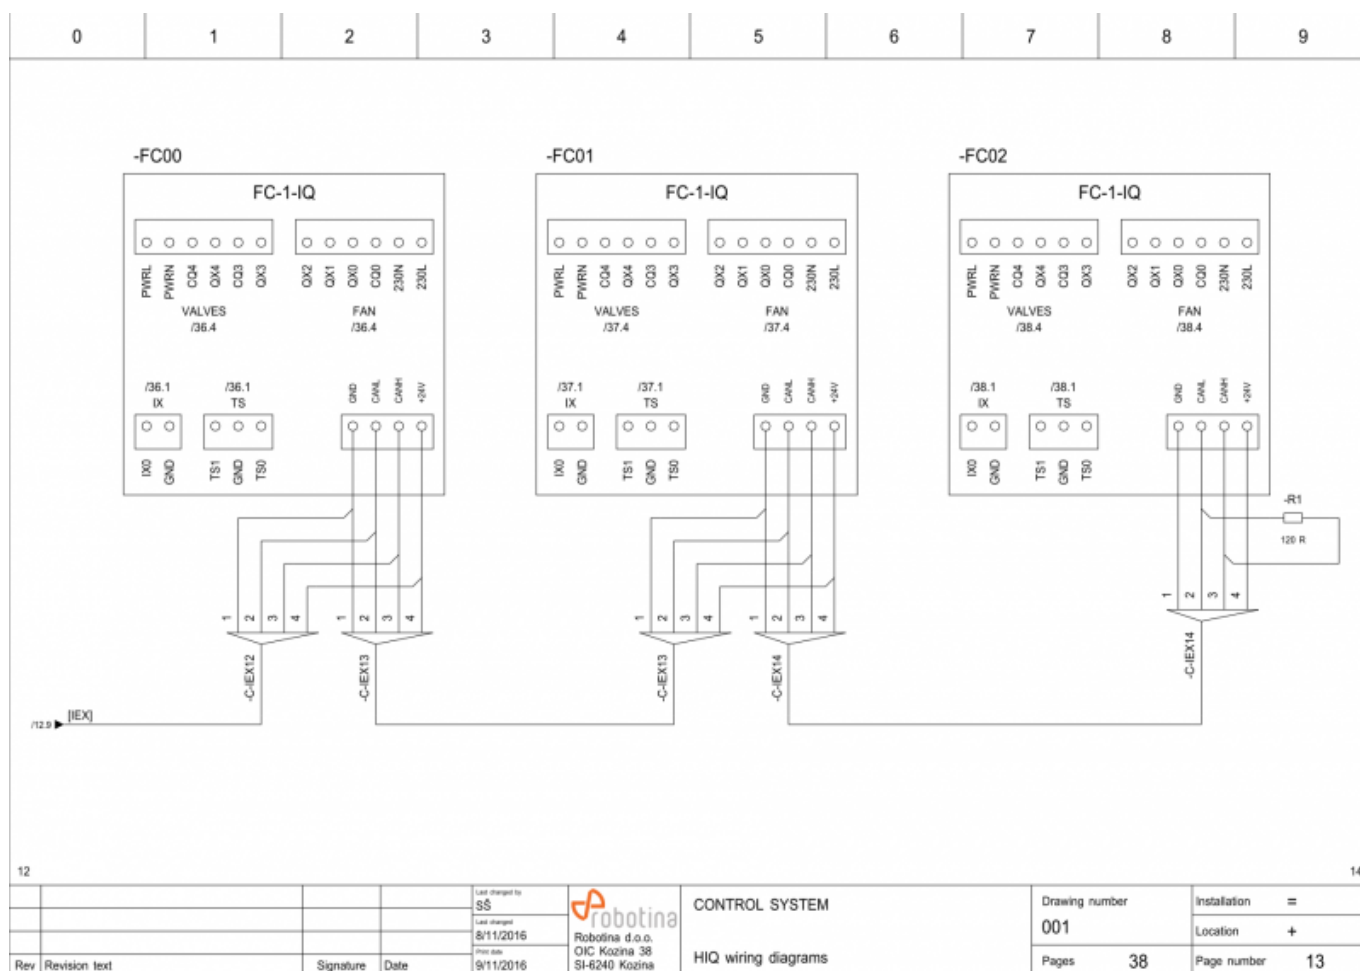 0 1 2 3 4 5 6 7 8 9
-FC00 -FC01 -FC02
FC-1-IQ FC-1-IQ FC-1-IQ
PWRL PWRN CQ4 QX4 CQ3 QX3 QX2 QX1 QX0 CQ0 230N 230L
PWRL PWRN CQ4 QX4 CQ3 QX3 QX2 QX1 QX0 CQ0 230N 230L
PWRL PWRN CQ4 QX4 CQ3 QX3 QX2 QX1 QX0 CQ0 230N 230L
VALVES FAN VALVES FAN VALVES FAN
/36.4 /36.4 /37.4 /37.4 /38.4 /38.4
/36.1 /36.1 GND CANL CANH +24V /37.1 /37.1 GND CANL CANH +24V /38.1 /38.1 GND CANL CANH +24V
IX TS IX TS IX TS
IX0 GND TS1 GND TS0 IX0 GND TS1 GND TS0 IX0 GND TS1 GND TS0
-R1
120 R
1 2 3 4
1 2 3 4 1 2 3 4 1 2 3 4 1 2 3 4
-C-IEX12 -C-IEX13 -C-IEX13 -C-IEX14 -C-IEX14
/12.9 [IEX]
12 14
Last changed by
SŠ
Last changed
8/11/2016
Print date
9/11/2016
Rev Revision text Signature Date
robotina
Robotina d.o.o.
OIC Kozina 38
SI-6240 Kozina
CONTROL SYSTEM
HIQ wiring diagrams
Drawing number
001
Pages 38
Installation =
Location +
Page number 13